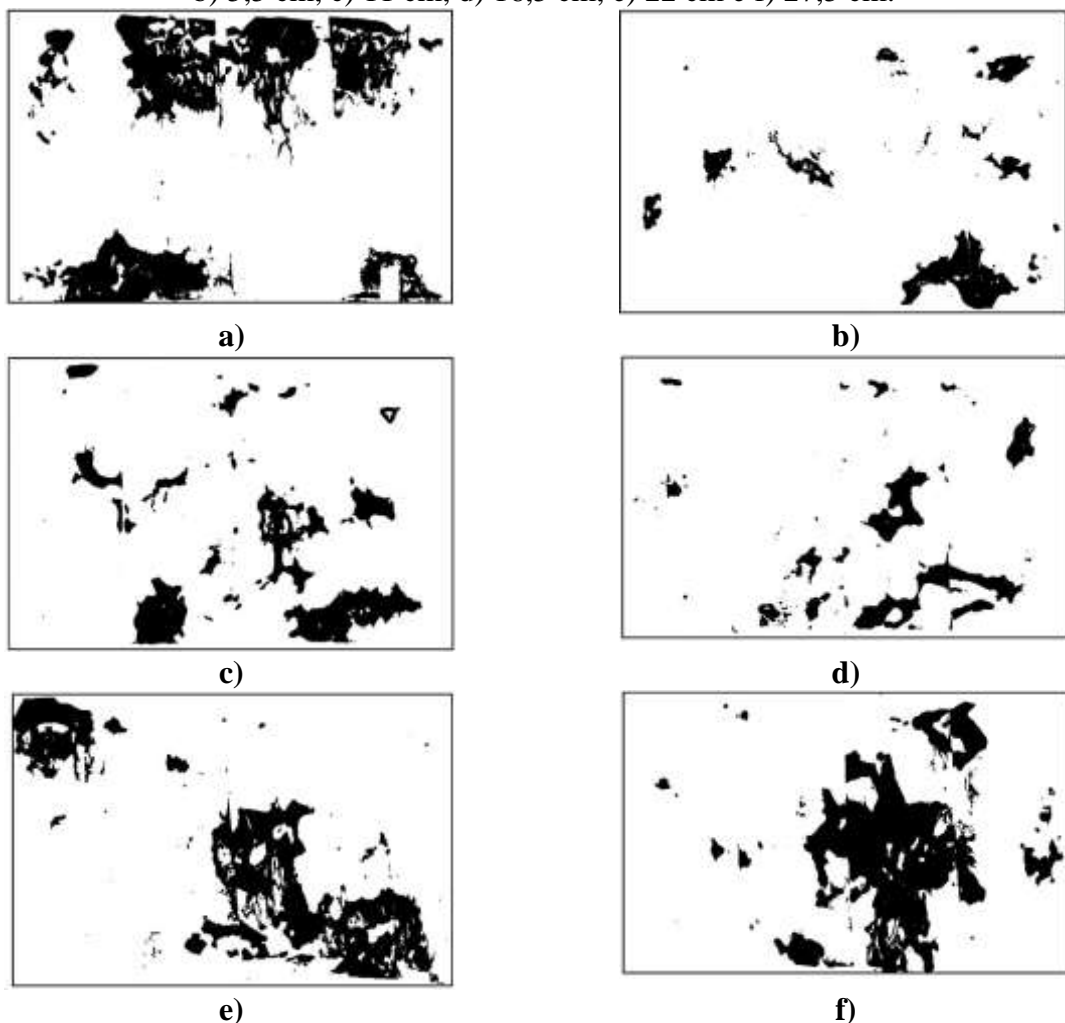 b) 5,5 cm, c) 11 cm, d) 16,5 cm, e) 22 cm e f) 27,5 cm.
a)
b)
c)
d)
e)
f)